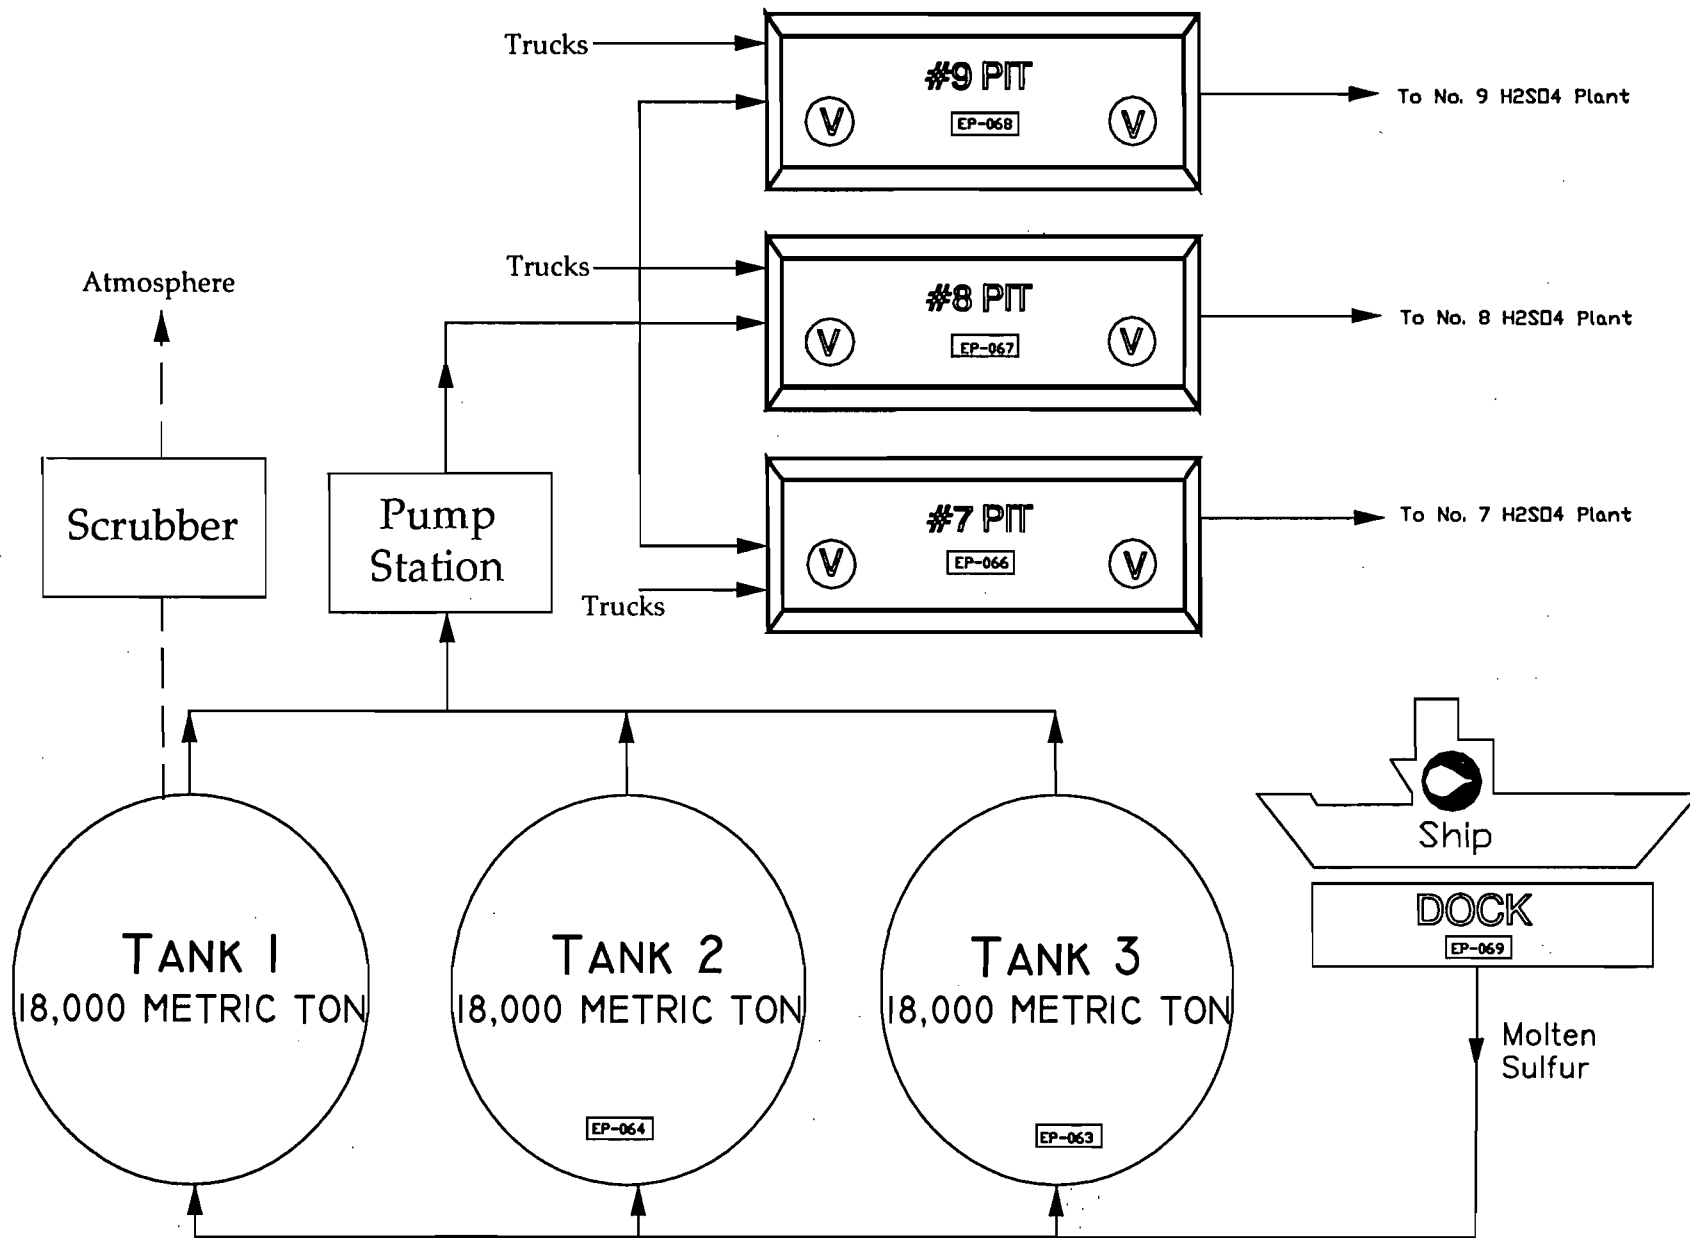 Trucks
#9 PIT
V
EP-068
V
To No. 9 H2SO4 Plant
Trucks
#8 PIT
V
EP-067
V
To No. 8 H2SO4 Plant
Atmosphere
Scrubber
Pump
Station
#7 PIT
V
EP-066
V
To No. 7 H2SO4 Plant
Trucks
Ship
DOCK
EP-069
Molten
Sulfur
TANK 1
18,000 METRIC TON
TANK 2
18,000 METRIC TON
EP-064
TANK 3
18,000 METRIC TON
EP-063